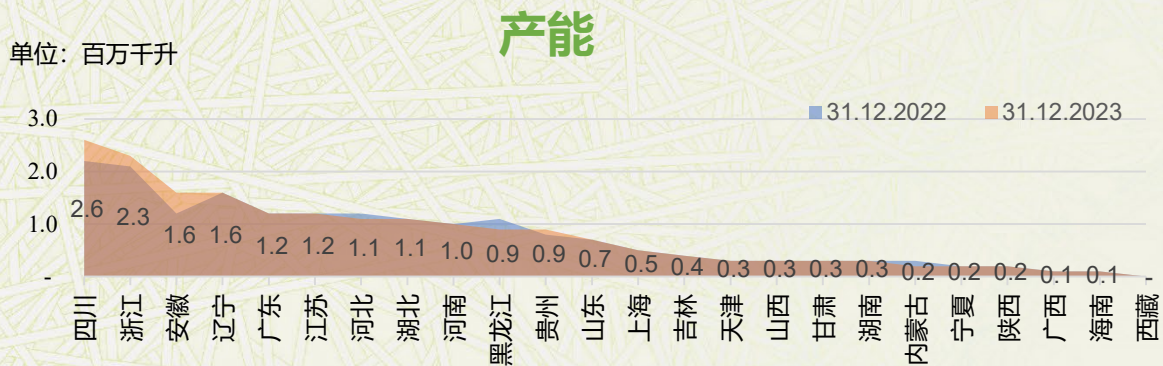 产能
单位：百万千升
31.12.2022 31.12.2023
3.0
2.0
1.0
-
2.6 2.3 1.6 1.6 1.2 1.2 1.1 1.1 1.0 0.9 0.9 0.7 0.5 0.4 0.3 0.3 0.3 0.3 0.2 0.2 0.2 0.1 0.1 -
四川 浙江 安徽 辽宁 广东 江苏 河北 湖北 河南 黑龙江 贵州 山东 上海 吉林 天津 山西 甘肃 湖南 内蒙古 宁夏 陕西 广西 海南 西藏